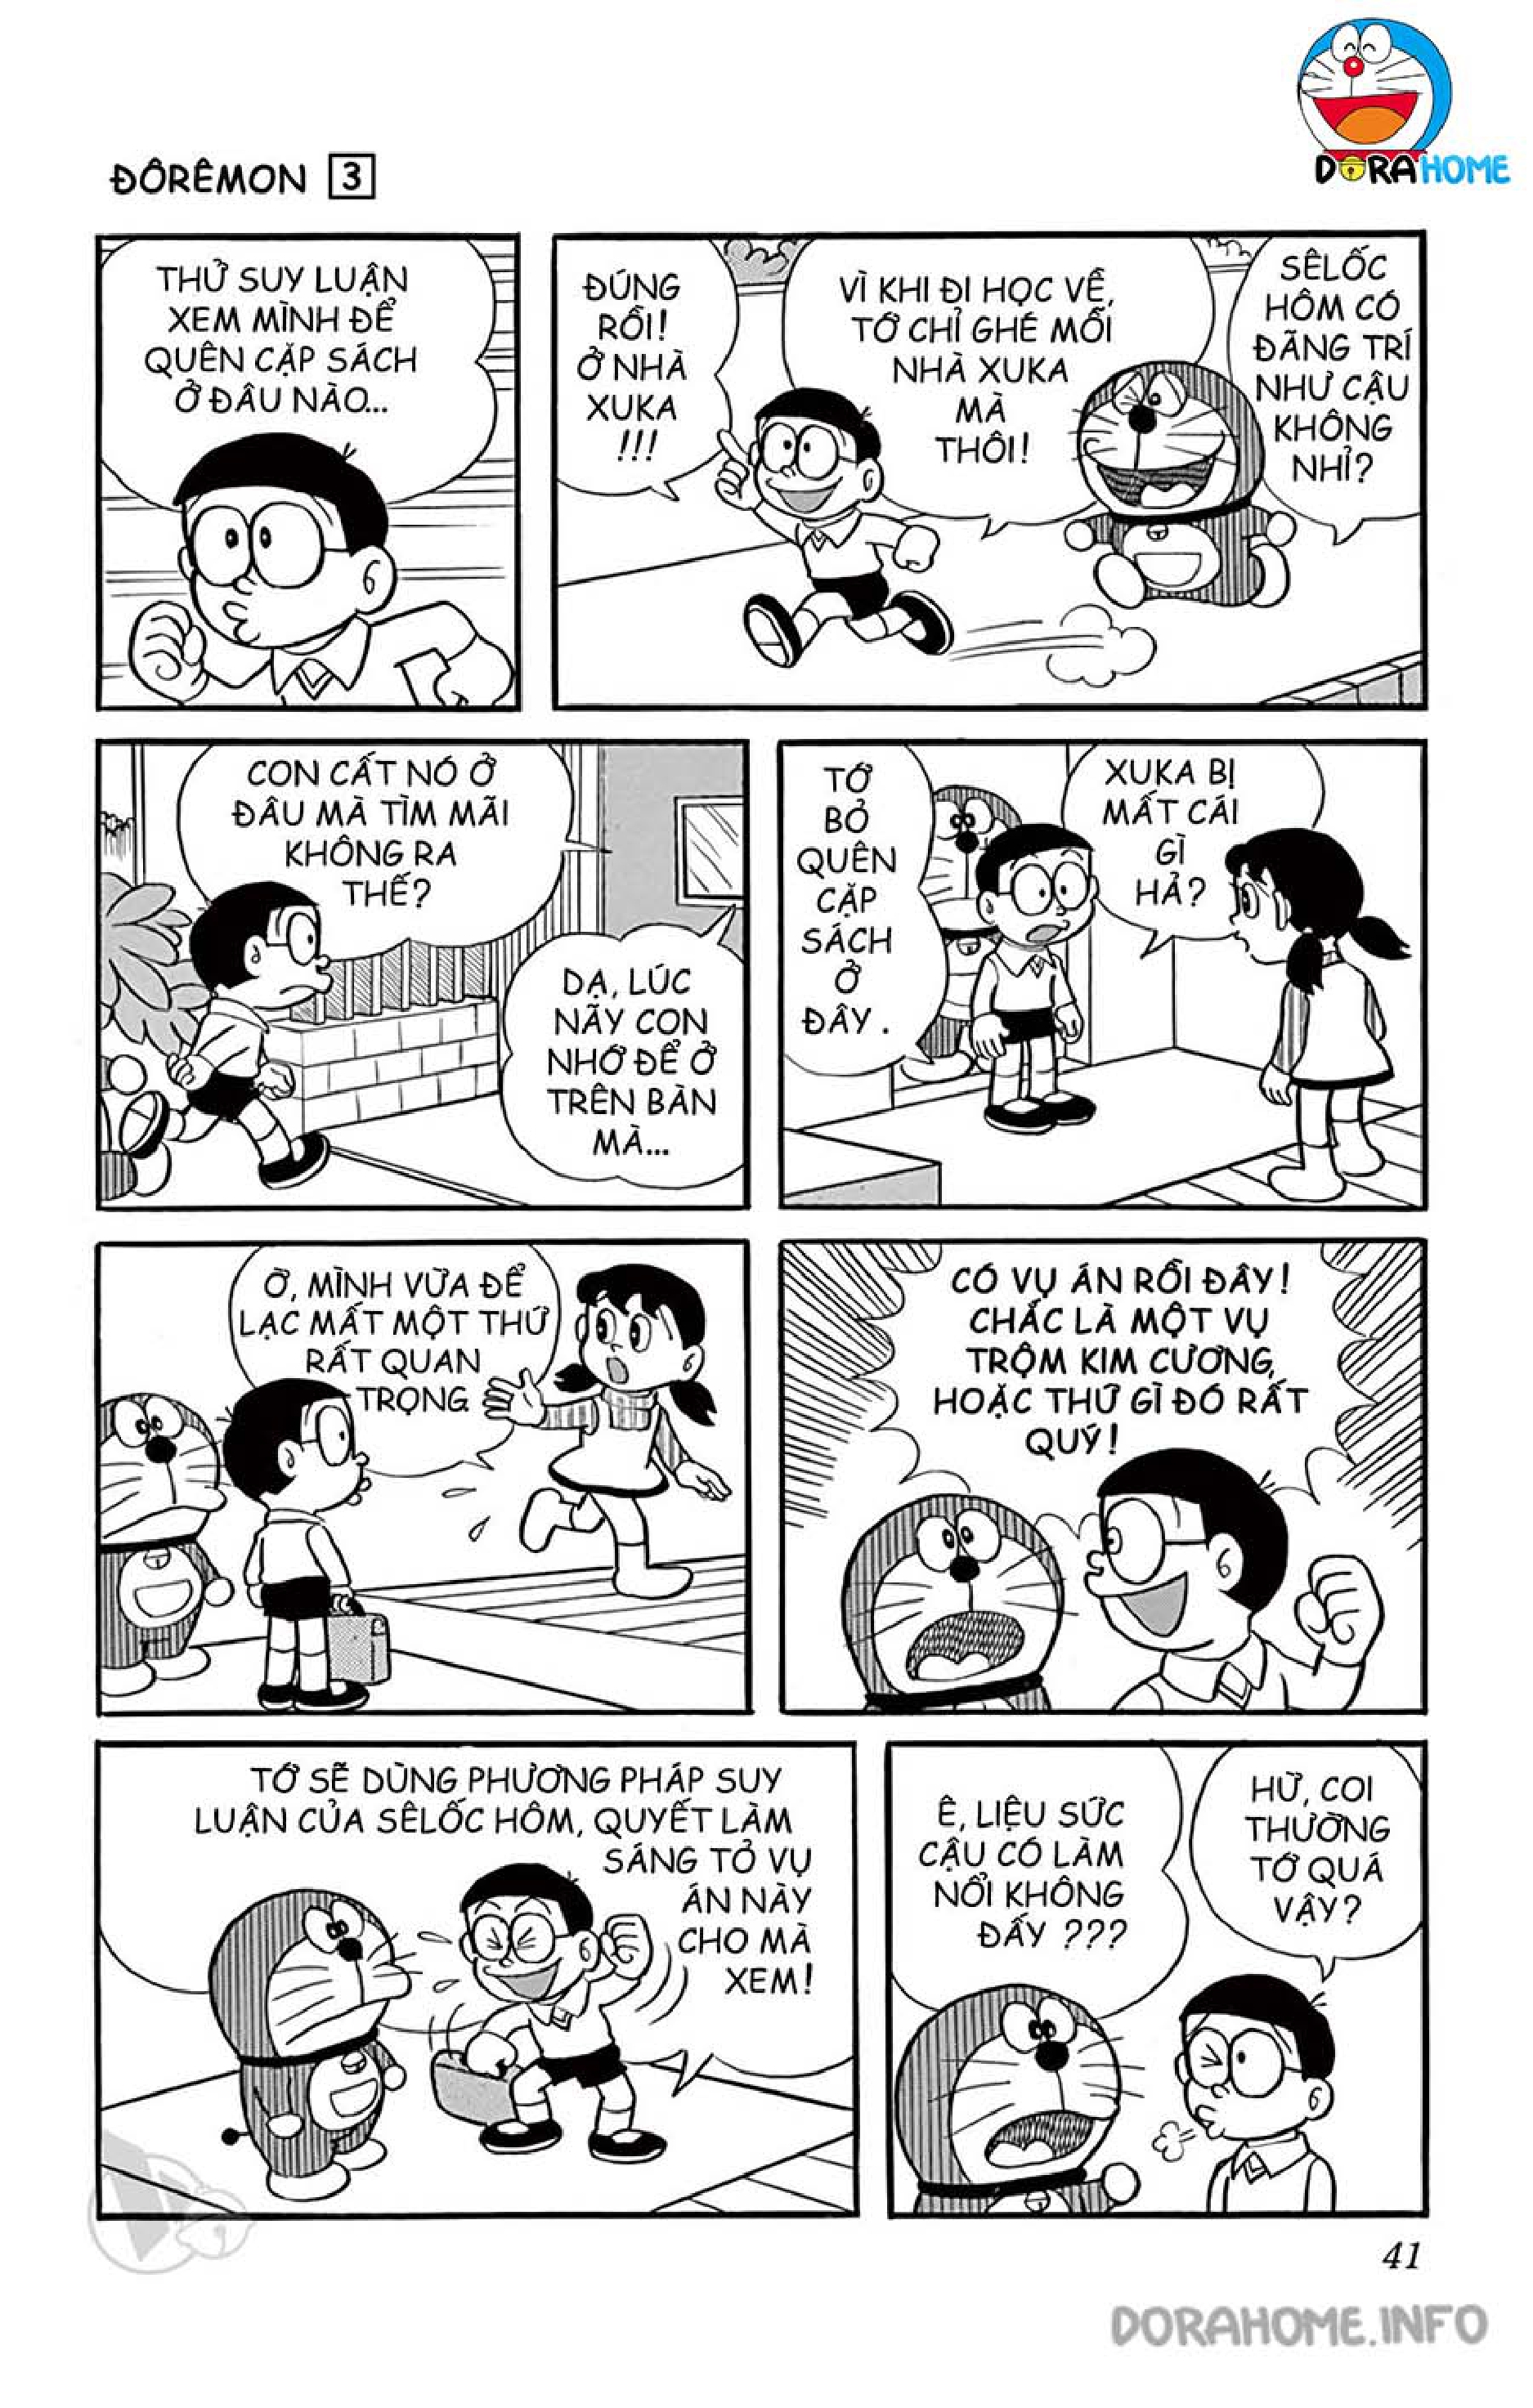 DORAHOME
ĐÔRÊMON 3
THỬ SUY LUẬN
XEM MÌNH ĐỂ
QUÊN CẶP SÁCH
Ở ĐÂU NÀO...
ĐÚNG
RỒI!
Ở NHÀ
XUKA
!!!
VÌ KHI ĐI HỌC VỀ,
TỚ CHỈ GHÉ MỖI
NHÀ XUKA
MÀ
THÔI!
SÊLỐC
HÔM CÓ
ĐÃNG TRÍ
NHƯ CẬU
KHÔNG
NHỈ?
CON CẤT NÓ Ở
ĐÂU MÀ TÌM MÃI
KHÔNG RA
THẾ?
DẠ, LÚC
NÃY CON
NHỚ ĐỂ Ở
TRÊN BÀN
MÀ...
TỚ
BỎ
QUÊN
CẶP
SÁCH
Ở
ĐÂY.
XUKA BỊ
MẤT CÁI
GÌ
HẢ?
Ờ, MÌNH VỪA ĐỂ
LẠC MẤT MỘT THỨ
RẤT QUAN
TRỌNG
CÓ VỤ ÁN RỒI ĐÂY!
CHẮC LÀ MỘT VỤ
TRỘM KIM CƯƠNG,
HOẶC THỨ GÌ ĐÓ RẤT
QUÝ!
TỚ SẼ DÙNG PHƯƠNG PHÁP SUY
LUẬN CỦA SÊLỐC HÔM, QUYẾT LÀM
SÁNG TỎ VỤ
ÁN NÀY
CHO MÀ
XEM!
Ê, LIỆU SỨC
CẬU CÓ LÀM
NỔI KHÔNG
ĐẤY ???
HỪ, COI
THƯỜNG
TỚ QUÁ
VẬY?
41
DORAHOME.INFO